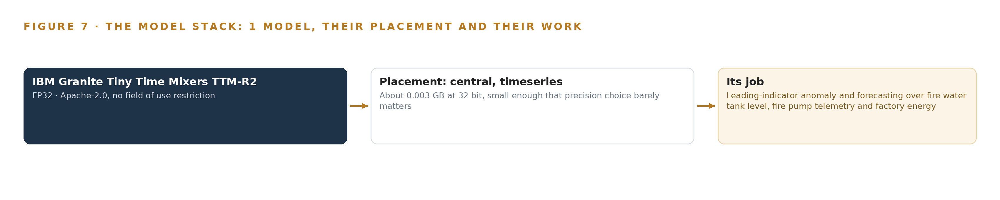 FIGURE 7 · THE MODEL STACK: 1 MODEL, THEIR PLACEMENT AND THEIR WORK
IBM Granite Tiny Time Mixers TTM-R2
FP32 · Apache-2.0, no field of use restriction
Placement: central, timeseries
About 0.003 GB at 32 bit, small enough that precision choice barely
matters
Its job
Leading-indicator anomaly and forecasting over fire water
tank level, fire pump telemetry and factory energy